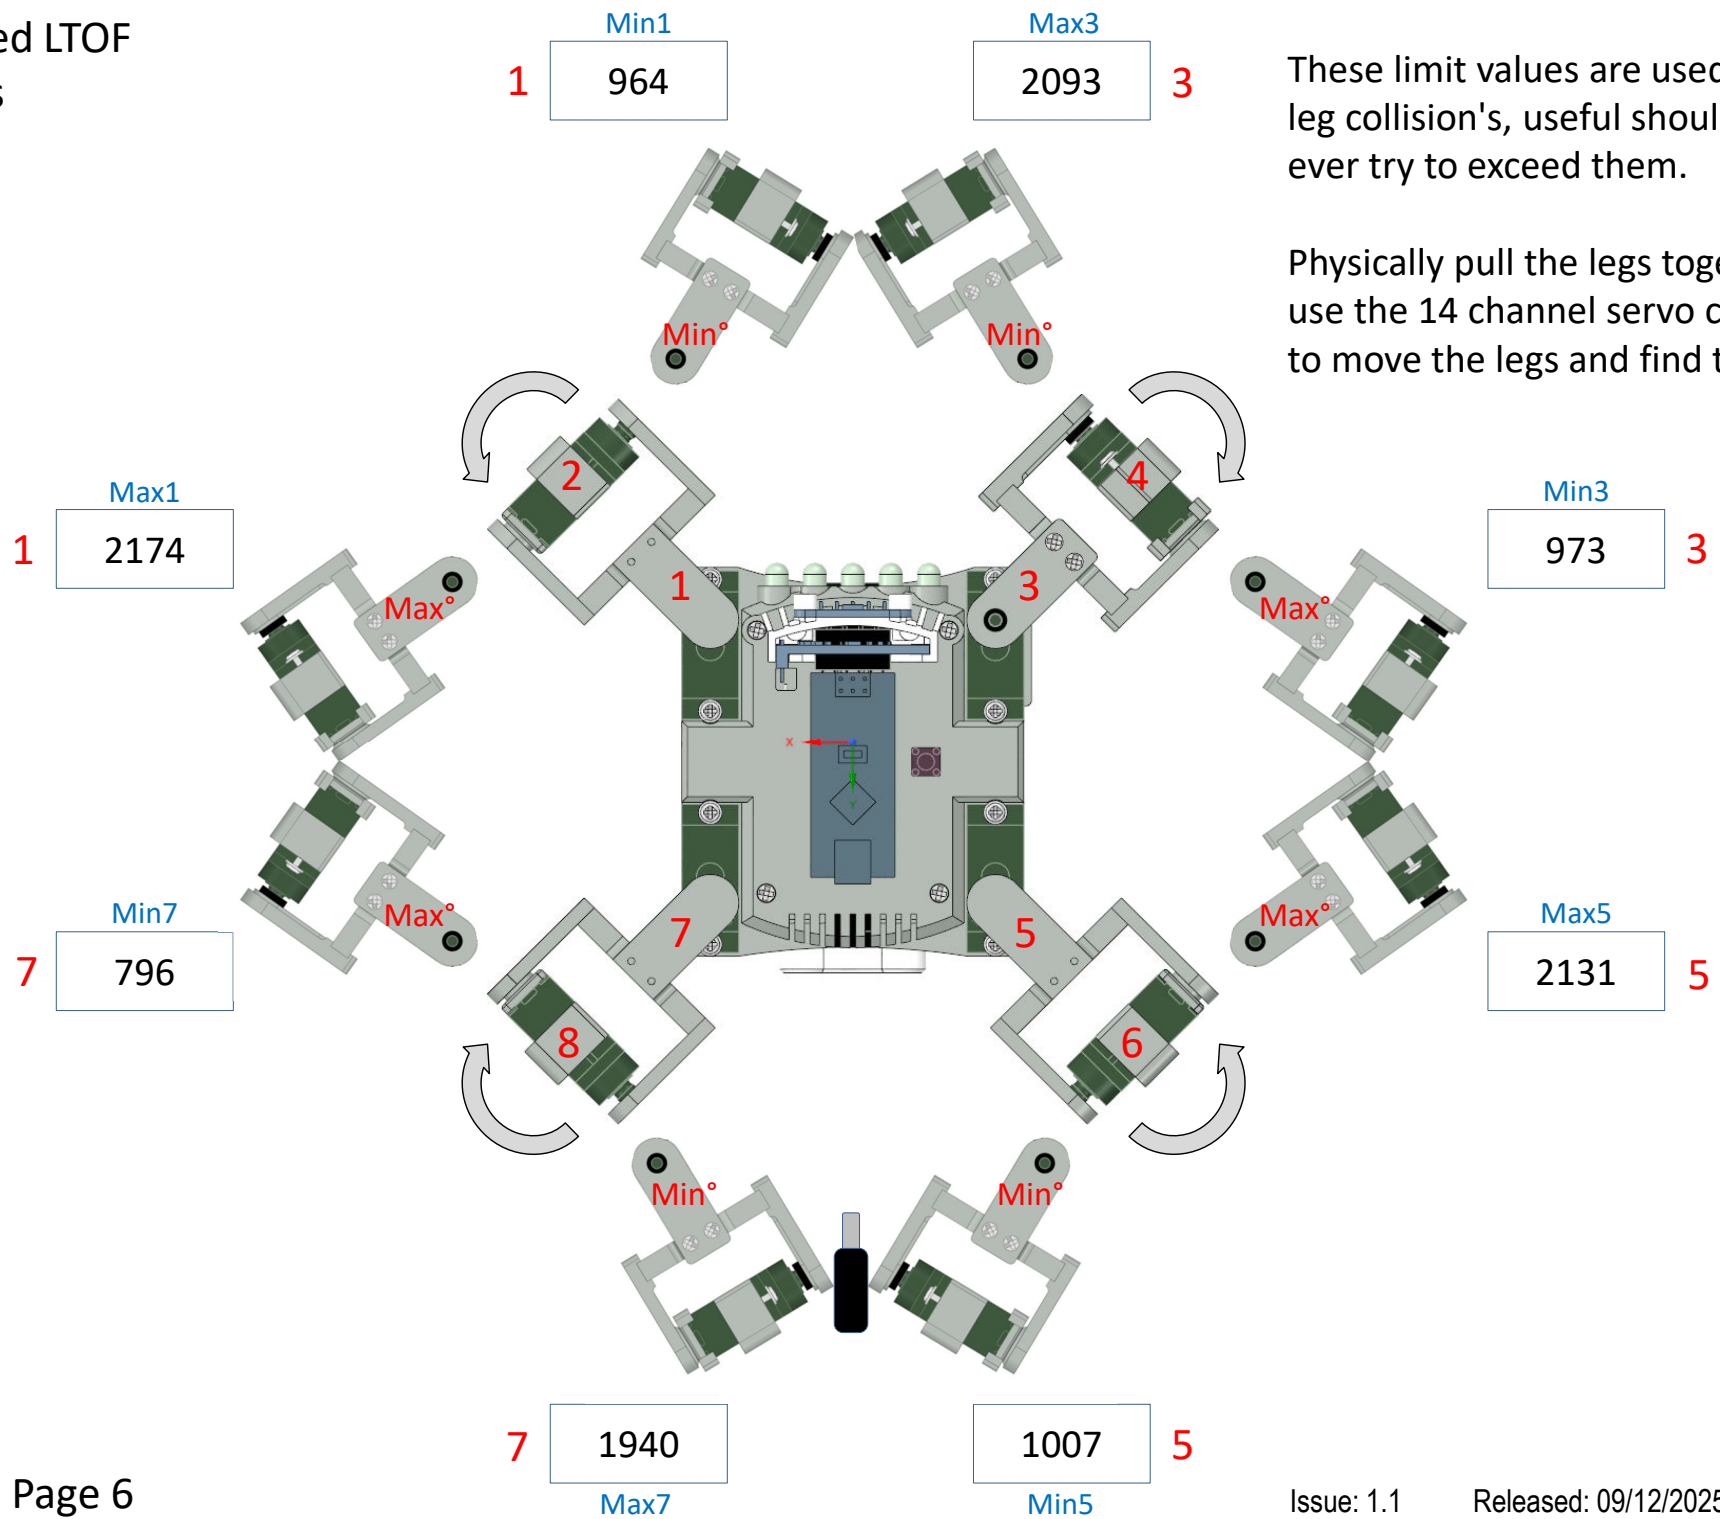 ed LTOF
s
Min1
1 964
Max3
2093 3
These limit values are used
leg collision's, useful shoul
ever try to exceed them.
Physically pull the legs toge
use the 14 channel servo c
to move the legs and find t
Min° Min°
2 4
Max1
1 2174
Min3
973 3
1 3
Max° Max°
X
Y
Min7
7 796
Max° Max°
Max5
2131 5
7 5
8 6
Min° Min°
7 1940
Max7
1007 5
Min5
Page 6
Issue: 1.1 Released: 09/12/2025